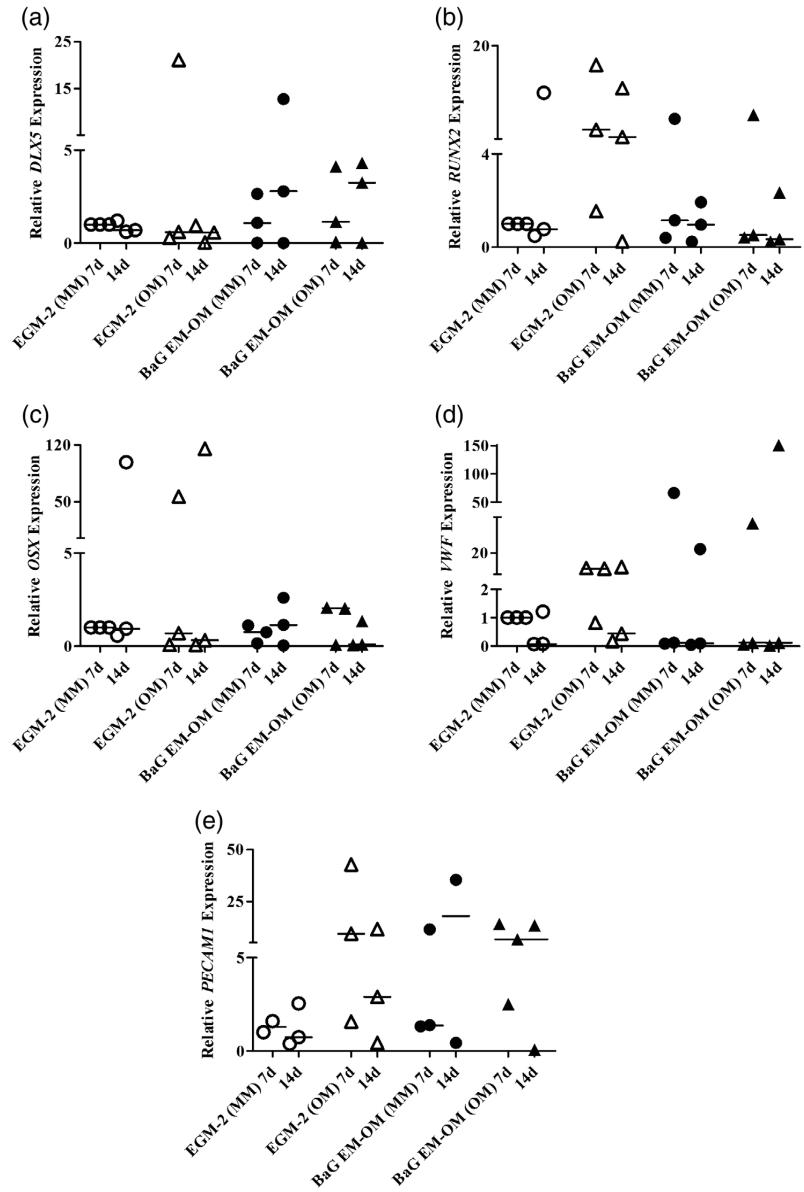 (a)
Relative DLX5 Expression
25
15
5
0
EGM-2 (MM) 7d
14d
EGM-2 (OM) 7d
14d
BaG EM-OM (MM) 7d
14d
BaG EM-OM (OM) 7d
14d
(b)
Relative RUNX2 Expression
20
4
0
EGM-2 (MM) 7d
14d
EGM-2 (OM) 7d
14d
BaG EM-OM (MM) 7d
14d
BaG EM-OM (OM) 7d
14d
(c)
Relative OSX Expression
120
50
5
0
EGM-2 (MM) 7d
14d
EGM-2 (OM) 7d
14d
BaG EM-OM (MM) 7d
14d
BaG EM-OM (OM) 7d
14d
(d)
Relative VWF Expression
150
100
50
20
2
1
0
EGM-2 (MM) 7d
14d
EGM-2 (OM) 7d
14d
BaG EM-OM (MM) 7d
14d
BaG EM-OM (OM) 7d
14d
(e)
Relative PECAM1 Expression
50
25
5
0
EGM-2 (MM) 7d
14d
EGM-2 (OM) 7d
14d
BaG EM-OM (MM) 7d
14d
BaG EM-OM (OM) 7d
14d